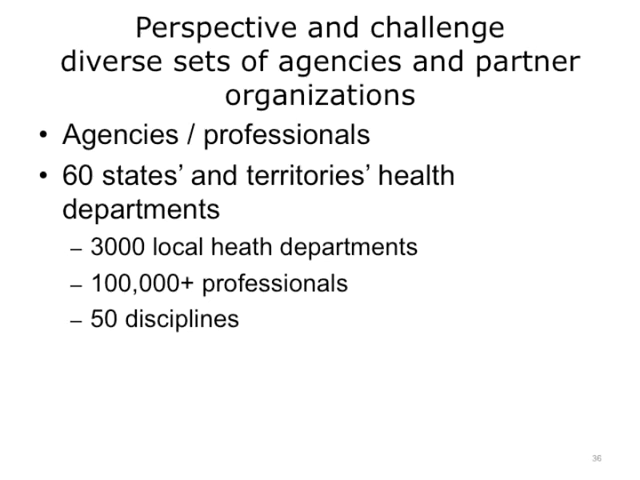 Perspective and challenge
diverse sets of agencies and partner
organizations
• Agencies / professionals
• 60 states’ and territories’ health
departments
– 3000 local heath departments
– 100,000+ professionals
– 50 disciplines
36